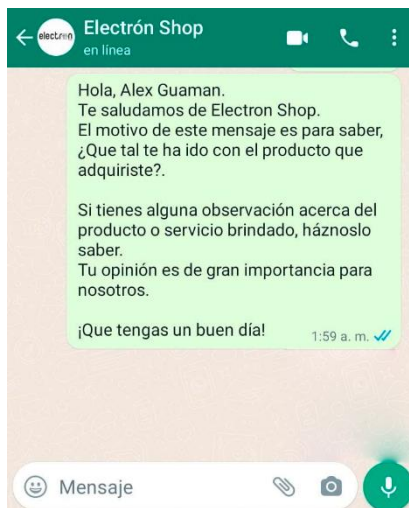 electrón
Electrón Shop
en línea
Hola, Alex Guaman.
Te saludamos de Electron Shop.
El motivo de este mensaje es para saber,
¿Que tal te ha ido con el producto que
adquiriste?.
Si tienes alguna observación acerca del
producto o servicio brindado, háznoslo
saber.
Tu opinión es de gran importancia para
nosotros.
¡Que tengas un buen día!
1:59 a. m.
Mensaje